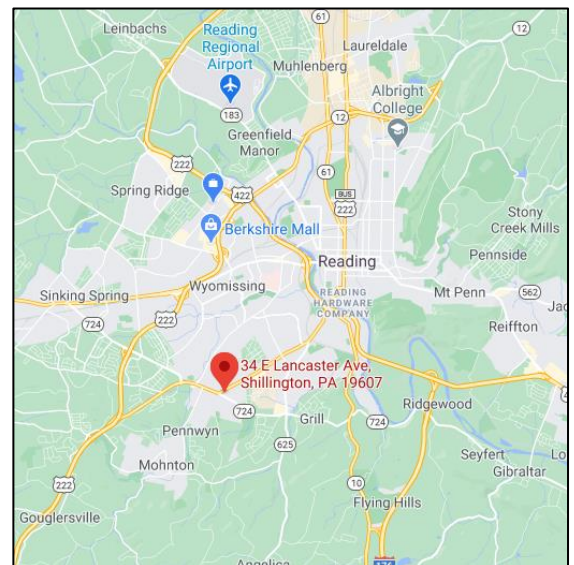 61
12
Leinbachs
Reading
Regional
Airport
Laureldale
Muhlenberg
Albright
College
183
12
Greenfield
Manor
222
61
Spring Ridge
422
BUS
222
Berkshire Mall
Stony
Creek Mills
Pennside
Reading
Sinking Spring
Wyomissing
READING
HARDWARE
COMPANY
Mt Penn
562
724
222
Reiffton
34 E Lancaster Ave,
Shillington, PA 19607
724
Grill
724
Ridgewood
Pennwyn
625
Mohnton
Seyfert
Gibraltar
222
10
Flying Hills
Gouglersville